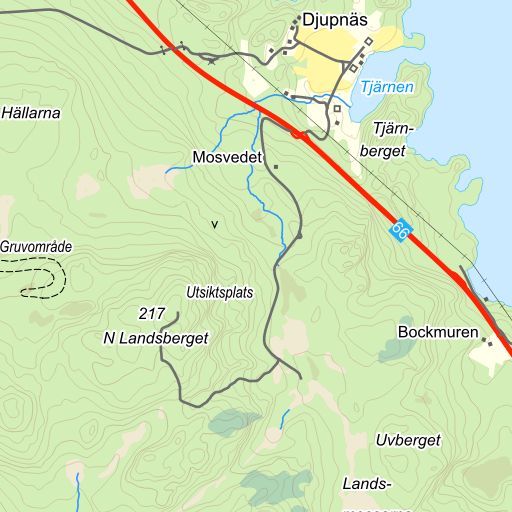 Djupnäs
Tjärnen
Hällarna
Tjärn-
berget
Mosvedet
66
Gruvområde
Utsiktsplats
217
N Landsberget
Bockmuren
Uvberget
Lands-